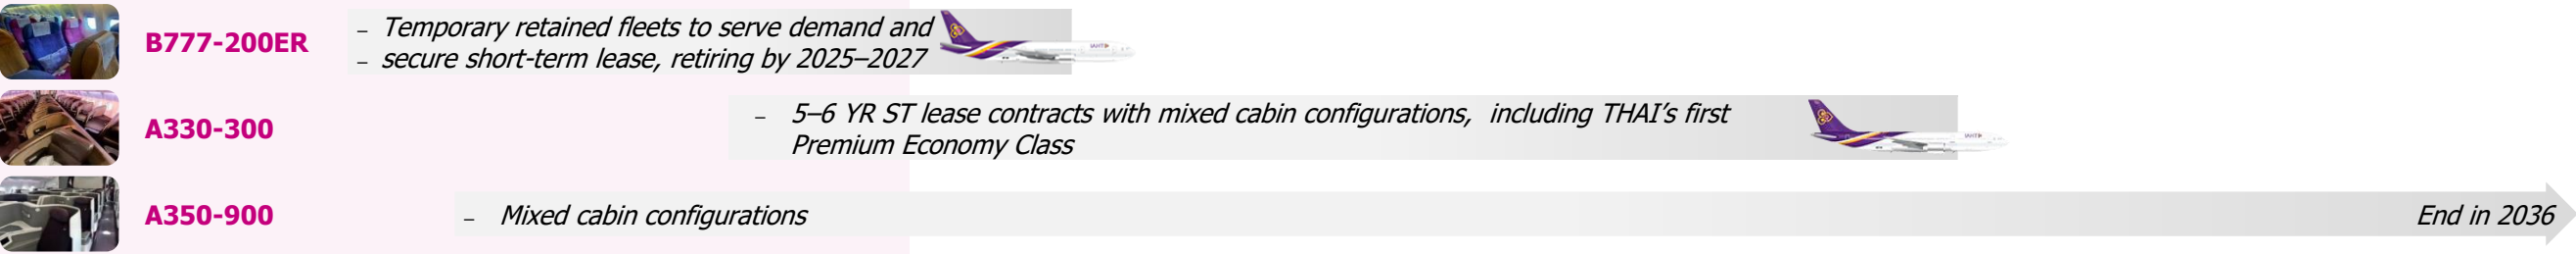 B777-200ER
– Temporary retained fleets to serve demand and
– secure short-term lease, retiring by 2025–2027
A330-300
– 5–6 YR ST lease contracts with mixed cabin configurations, including THAI’s first
Premium Economy Class
A350-900
– Mixed cabin configurations
End in 2036